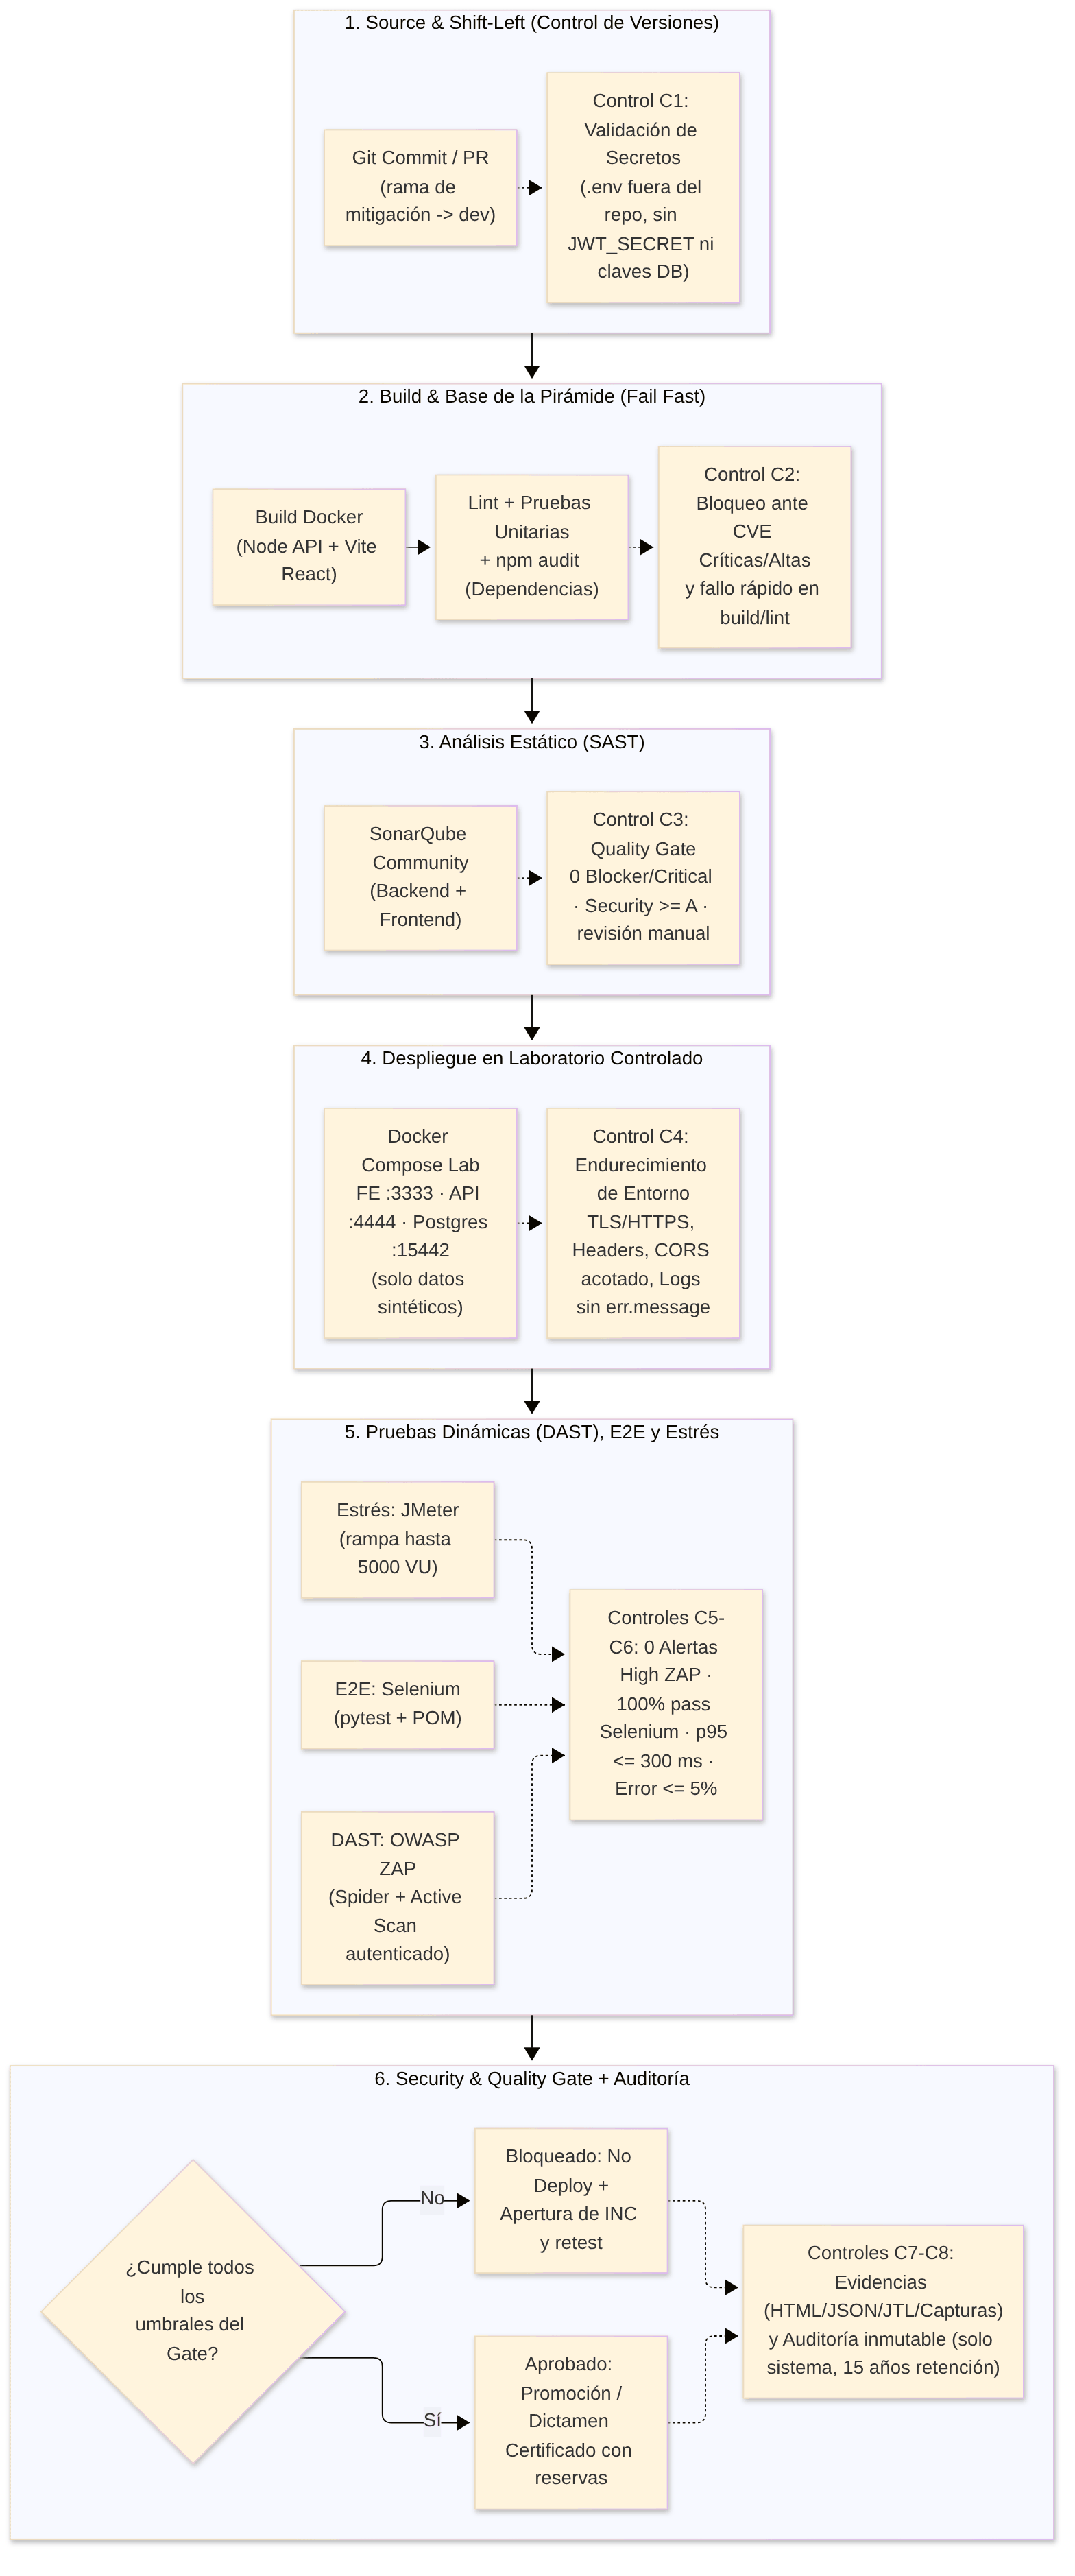 1. Source & Shift-Left (Control de Versiones)
Git Commit / PR
(rama de
mitigación -> dev)
Control C1:
Validación de
Secretos
(.env fuera del
repo, sin
JWT_SECRET ni
claves DB)
2. Build & Base de la Pirámide (Fail Fast)
Build Docker
(Node API + Vite
React)
Lint + Pruebas
Unitarias
+ npm audit
(Dependencias)
Control C2:
Bloqueo ante
CVE
Críticas/Altas
y fallo rápido en
build/lint
3. Análisis Estático (SAST)
SonarQube
Community
(Backend +
Frontend)
Control C3:
Quality Gate
0 Blocker/Critical
· Security >= A ·
revisión manual
4. Despliegue en Laboratorio Controlado
Docker
Compose Lab
FE :3333 · API
:4444 · Postgres
:15442
(solo datos
sintéticos)
Control C4:
Endurecimiento
de Entorno
TLS/HTTPS,
Headers, CORS
acotado, Logs
sin err.message
5. Pruebas Dinámicas (DAST), E2E y Estrés
Estrés: JMeter
(rampa hasta
5000 VU)
E2E: Selenium
(pytest + POM)
DAST: OWASP
ZAP
(Spider + Active
Scan
autenticado)
Controles C5-
C6: 0 Alertas
High ZAP ·
100% pass
Selenium · p95
<= 300 ms ·
Error <= 5%
6. Security & Quality Gate + Auditoría
¿Cumple todos
los
umbrales del
Gate?
No
Sí
Bloqueado: No
Deploy +
Apertura de INC
y retest
Aprobado:
Promoción /
Dictamen
Certificado con
reservas
Controles C7-C8:
Evidencias
(HTML/JSON/JTL/Capturas)
y Auditoría inmutable (solo
sistema, 15 años retención)